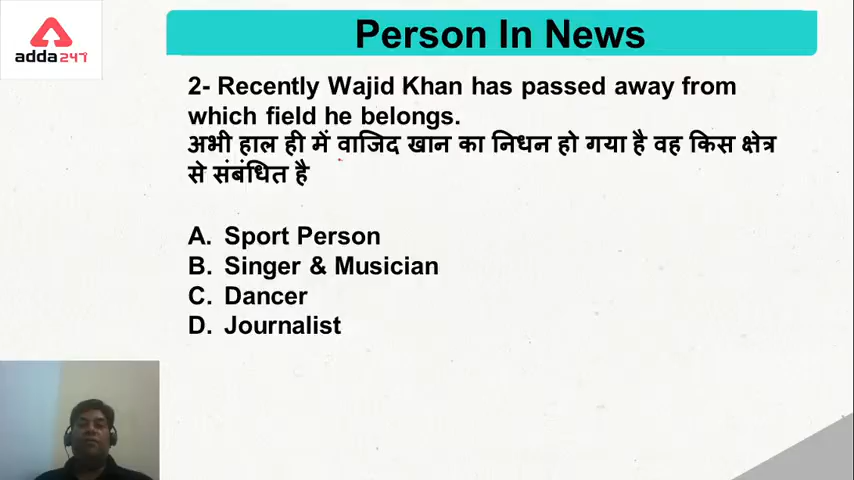 adda247
Person In News
2- Recently Wajid Khan has passed away from
which field he belongs.
अभी हाल ही में वाजिद खान का निधन हो गया है वह किस क्षेत्र
से संबंधित है
A. Sport Person
B. Singer & Musician
C. Dancer
D. Journalist